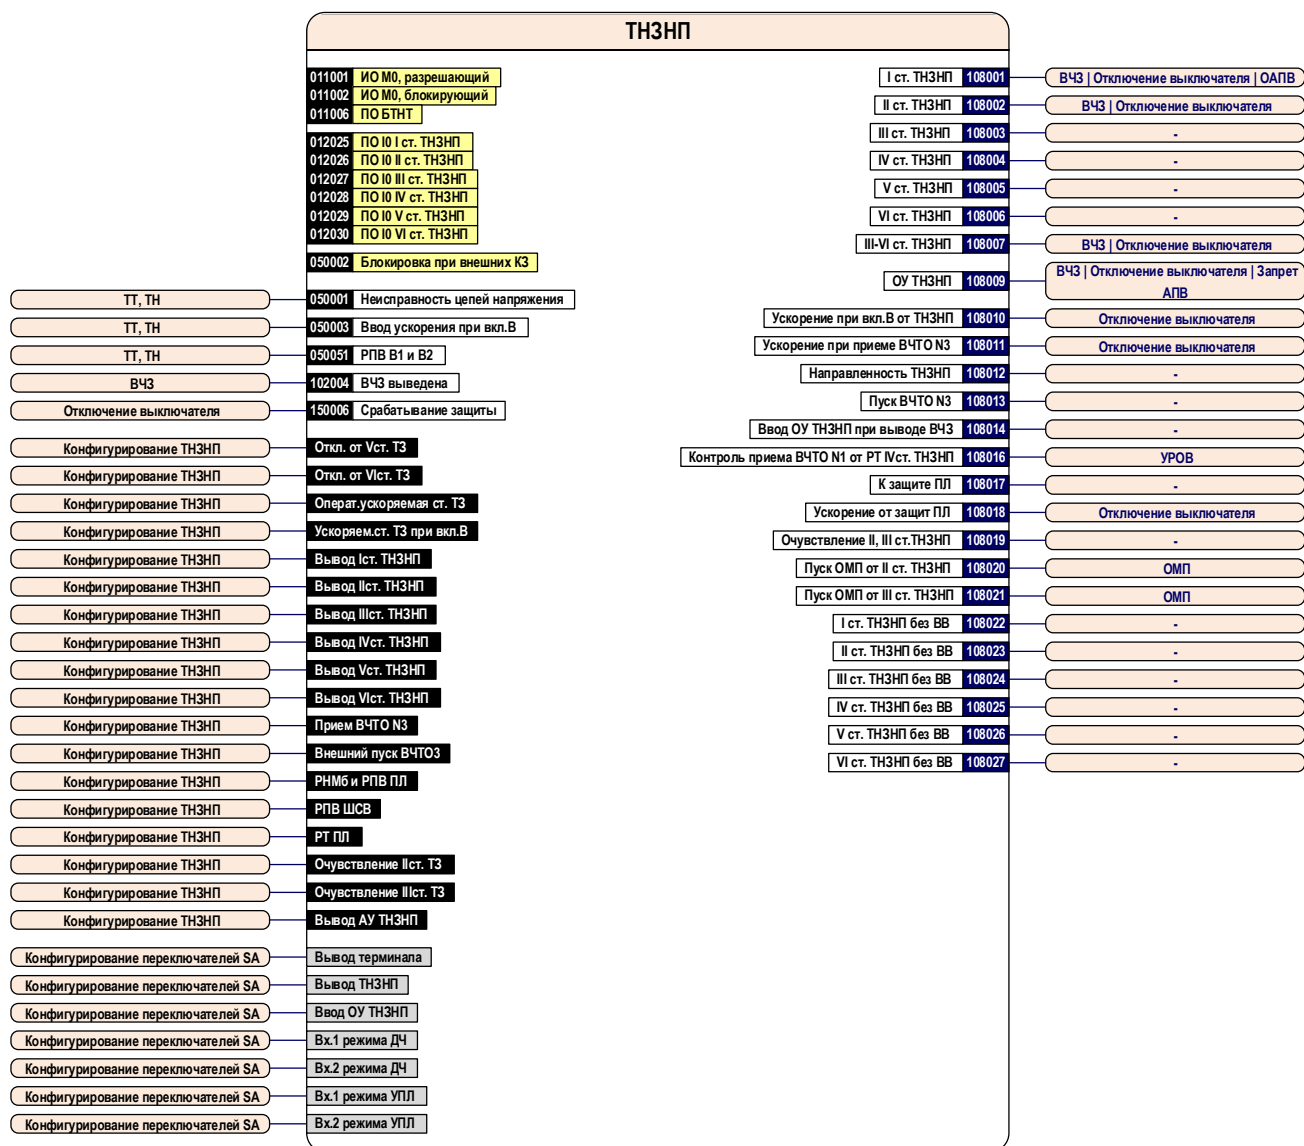 ТНЗНП
011001 ИО М0, разрешающий
011002 ИО М0, блокирующий
011006 ПО БТНТ
012025 ПО I0 I ст. ТНЗНП
012026 ПО I0 II ст. ТНЗНП
012027 ПО I0 III ст. ТНЗНП
012028 ПО I0 IV ст. ТНЗНП
012029 ПО I0 V ст. ТНЗНП
012030 ПО I0 VI ст. ТНЗНП
050002 Блокировка при внешних КЗ
ТТ, ТН 050001 Неисправность цепей напряжения
ТТ, ТН 050003 Ввод ускорения при вкл.В
ТТ, ТН 050051 РПВ В1 и В2
ВЧЗ 102004 ВЧЗ выведена
Отключение выключателя 150006 Срабатывание защиты
Конфигурирование ТНЗНП Откл. от Vст. ТЗ
Конфигурирование ТНЗНП Откл. от VIст. ТЗ
Конфигурирование ТНЗНП Операт.ускоряемая ст. ТЗ
Конфигурирование ТНЗНП Ускоряем.ст. ТЗ при вкл.В
Конфигурирование ТНЗНП Вывод Iст. ТНЗНП
Конфигурирование ТНЗНП Вывод IIст. ТНЗНП
Конфигурирование ТНЗНП Вывод IIIст. ТНЗНП
Конфигурирование ТНЗНП Вывод IVст. ТНЗНП
Конфигурирование ТНЗНП Вывод Vст. ТНЗНП
Конфигурирование ТНЗНП Вывод VIст. ТНЗНП
Конфигурирование ТНЗНП Прием ВЧТО N3
Конфигурирование ТНЗНП Внешний пуск ВЧТО3
Конфигурирование ТНЗНП РНМб и РПВ ПЛ
Конфигурирование ТНЗНП РПВ ШСВ
Конфигурирование ТНЗНП РТ ПЛ
Конфигурирование ТНЗНП Очувствление IIст. ТЗ
Конфигурирование ТНЗНП Очувствление IIIст. ТЗ
Конфигурирование ТНЗНП Вывод АУ ТНЗНП
Конфигурирование переключателей SA Вывод терминала
Конфигурирование переключателей SA Вывод ТНЗНП
Конфигурирование переключателей SA Ввод ОУ ТНЗНП
Конфигурирование переключателей SA Вх.1 режима ДЧ
Конфигурирование переключателей SA Вх.2 режима ДЧ
Конфигурирование переключателей SA Вх.1 режима УПЛ
Конфигурирование переключателей SA Вх.2 режима УПЛ
I ст. ТНЗНП 108001 ВЧЗ | Отключение выключателя | ОАПВ
II ст. ТНЗНП 108002 ВЧЗ | Отключение выключателя
III ст. ТНЗНП 108003 -
IV ст. ТНЗНП 108004 -
V ст. ТНЗНП 108005 -
VI ст. ТНЗНП 108006 -
III-VI ст. ТНЗНП 108007 ВЧЗ | Отключение выключателя
ОУ ТНЗНП 108009 ВЧЗ | Отключение выключателя | Запрет
АПВ
Ускорение при вкл.В от ТНЗНП 108010 Отключение выключателя
Ускорение при приеме ВЧТО N3 108011 Отключение выключателя
Направленность ТНЗНП 108012 -
Пуск ВЧТО N3 108013 -
Ввод ОУ ТНЗНП при выводе ВЧЗ 108014 -
Контроль приема ВЧТО N1 от РТ IVст. ТНЗНП 108016 УРОВ
К защите ПЛ 108017 -
Ускорение от защит ПЛ 108018 Отключение выключателя
Очувствление II, III ст.ТНЗНП 108019 -
Пуск ОМП от II ст. ТНЗНП 108020 ОМП
Пуск ОМП от III ст. ТНЗНП 108021 ОМП
I ст. ТНЗНП без ВВ 108022 -
II ст. ТНЗНП без ВВ 108023 -
III ст. ТНЗНП без ВВ 108024 -
IV ст. ТНЗНП без ВВ 108025 -
V ст. ТНЗНП без ВВ 108026 -
VI ст. ТНЗНП без ВВ 108027 -